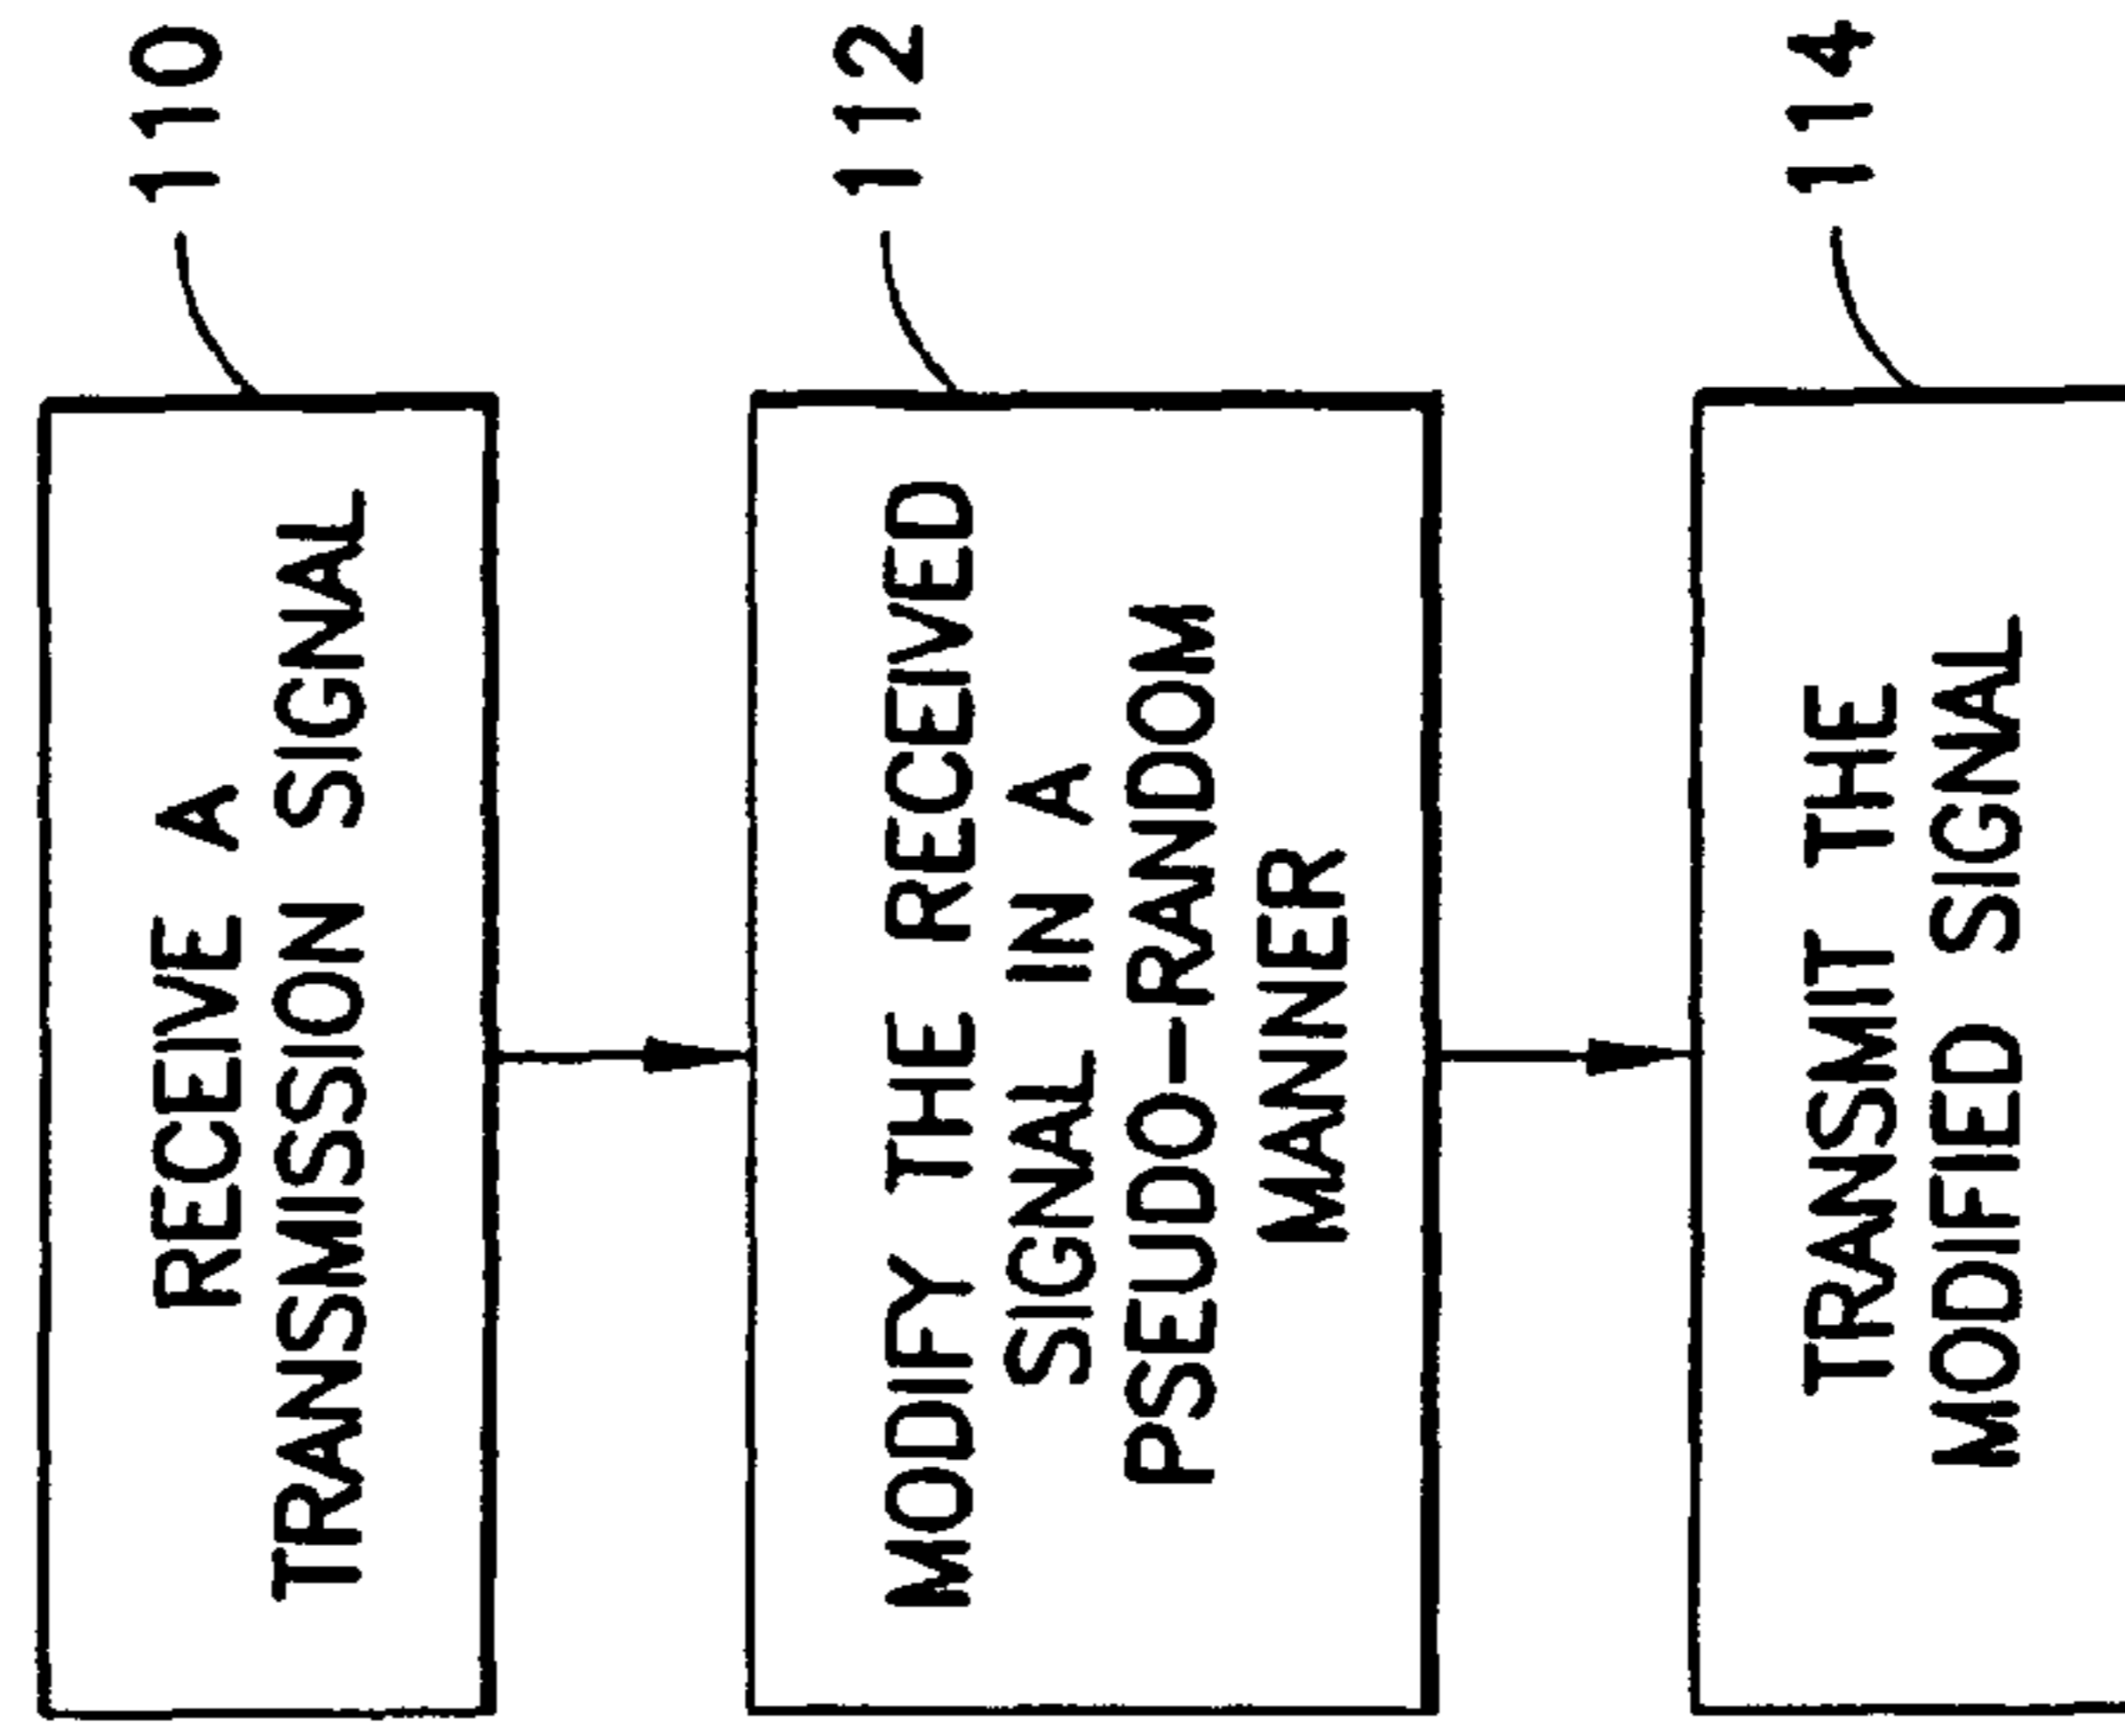 110
RECEIVE A
TRANSMISSION SIGNAL
112
MODIFY THE RECEIVED
SIGNAL IN A
PSEUDO-RANDOM
MANNER
114
TRANSMIT THE
MODIFIED SIGNAL